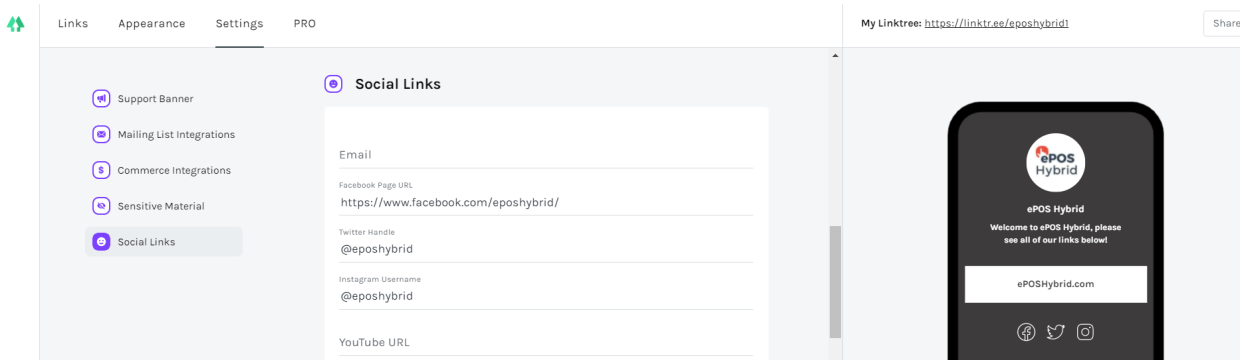 Links Appearance Settings PRO
My Linktree: https://linktr.ee/eposhybrid1
Share
Support Banner
Mailing List Integrations
Commerce Integrations
Sensitive Material
Social Links
Social Links
Email
Facebook Page URL
https://www.facebook.com/eposhybrid/
Twitter Handle
@eposhybrid
Instagram Username
@eposhybrid
YouTube URL
ePOS
Hybrid
ePOS Hybrid
Welcome to ePOS Hybrid, please
see all of our links below!
ePOSHybrid.com